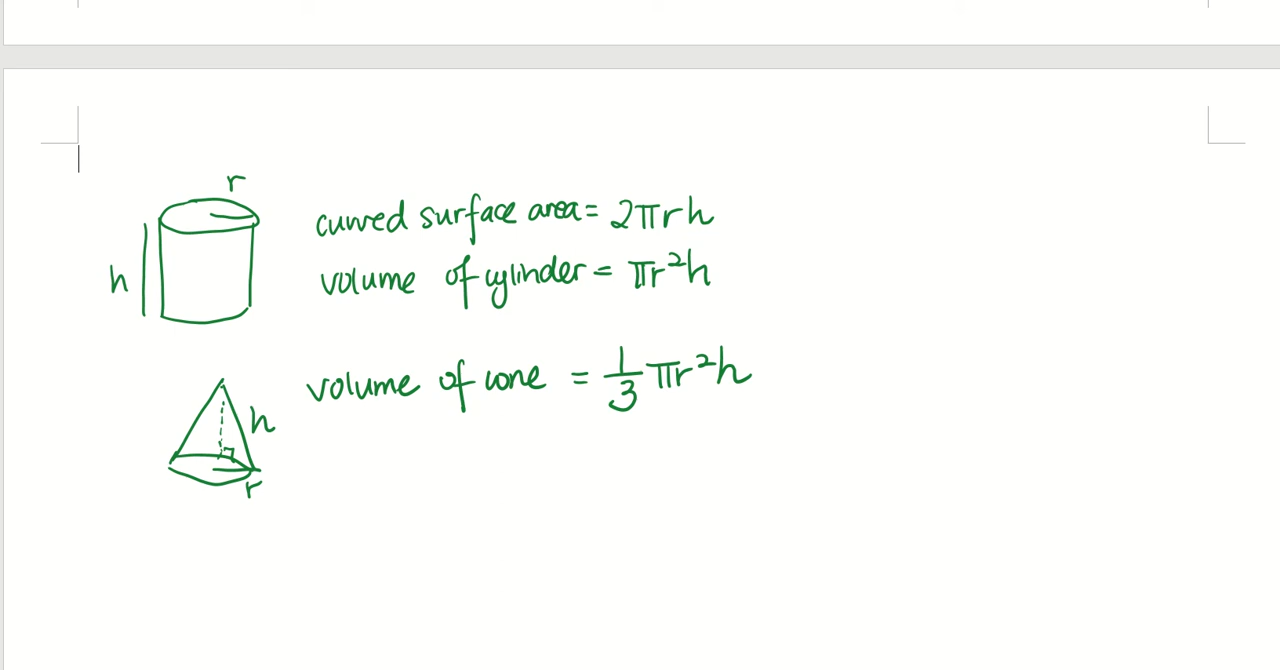 r
curved surface area = 2πrh
h
volume of cylinder = πr²h
volume of cone = 1/3 πr²h
h
r